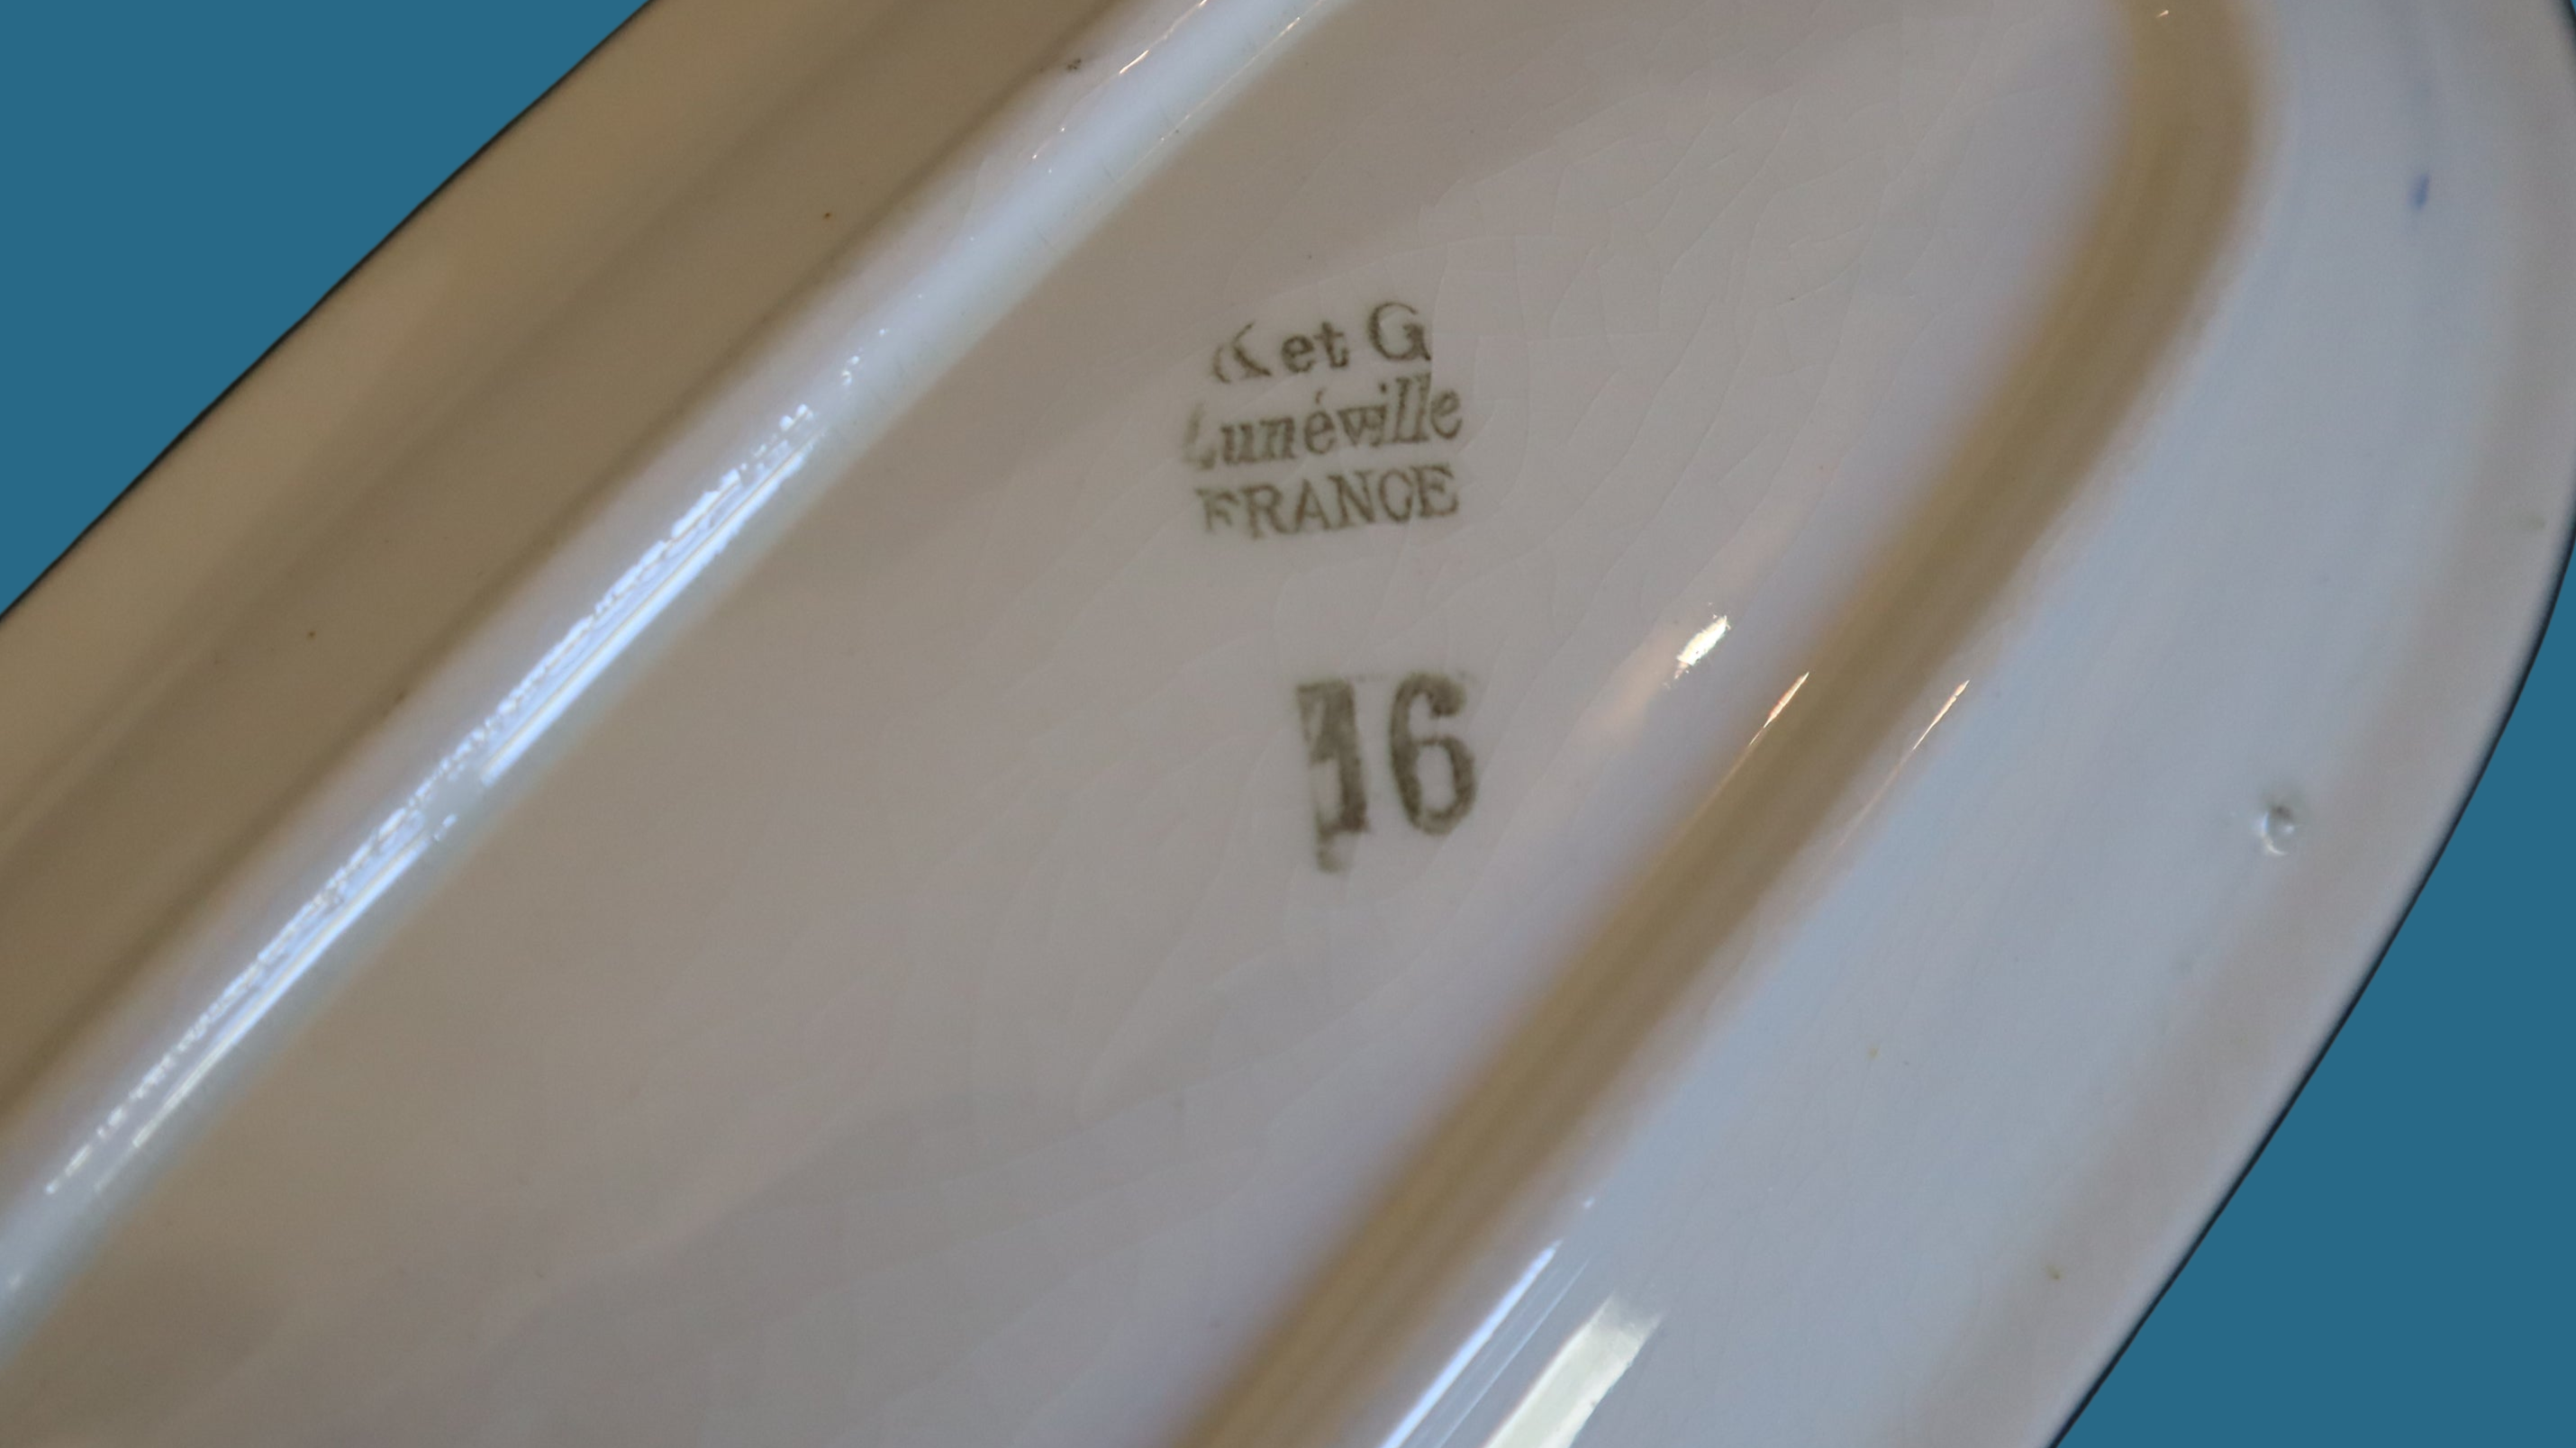 K et G
Lunéville
FRANCE
16